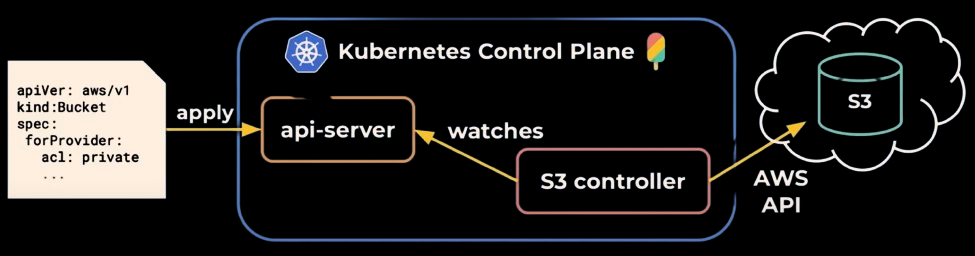 Kubernetes Control Plane
apiVer: aws/v1
kind:Bucket
spec:
forProvider:
acl: private
...
apply
api-server
watches
S3 controller
AWS
API
S3